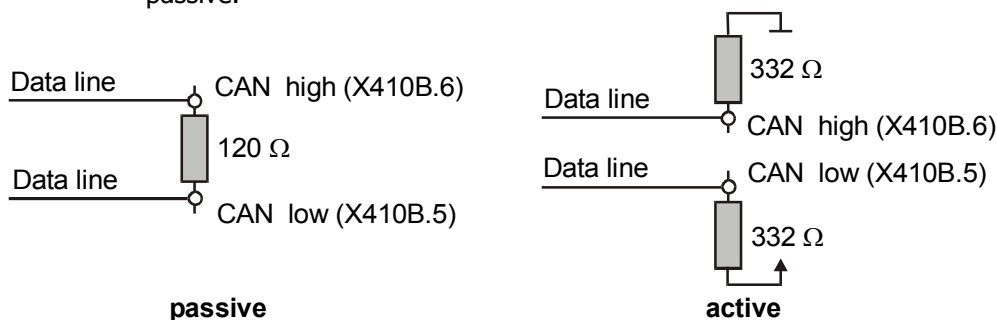 passive.
Data line
CAN high (X410B.6)
120 Ω
Data line
CAN low (X410B.5)
passive
332 Ω
Data line
CAN high (X410B.6)
Data line
CAN low (X410B.5)
332 Ω
active